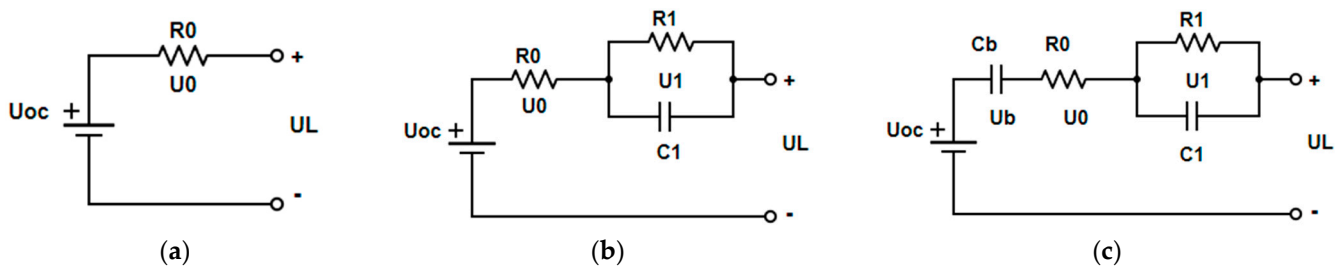 R0
+
U0
Uoc +
UL
-
(a)
R1
R0
+
U1
U0
Uoc +
C1
UL
-
(b)
R1
Cb
R0
+
U1
Ub
U0
Uoc +
C1
UL
-
(c)